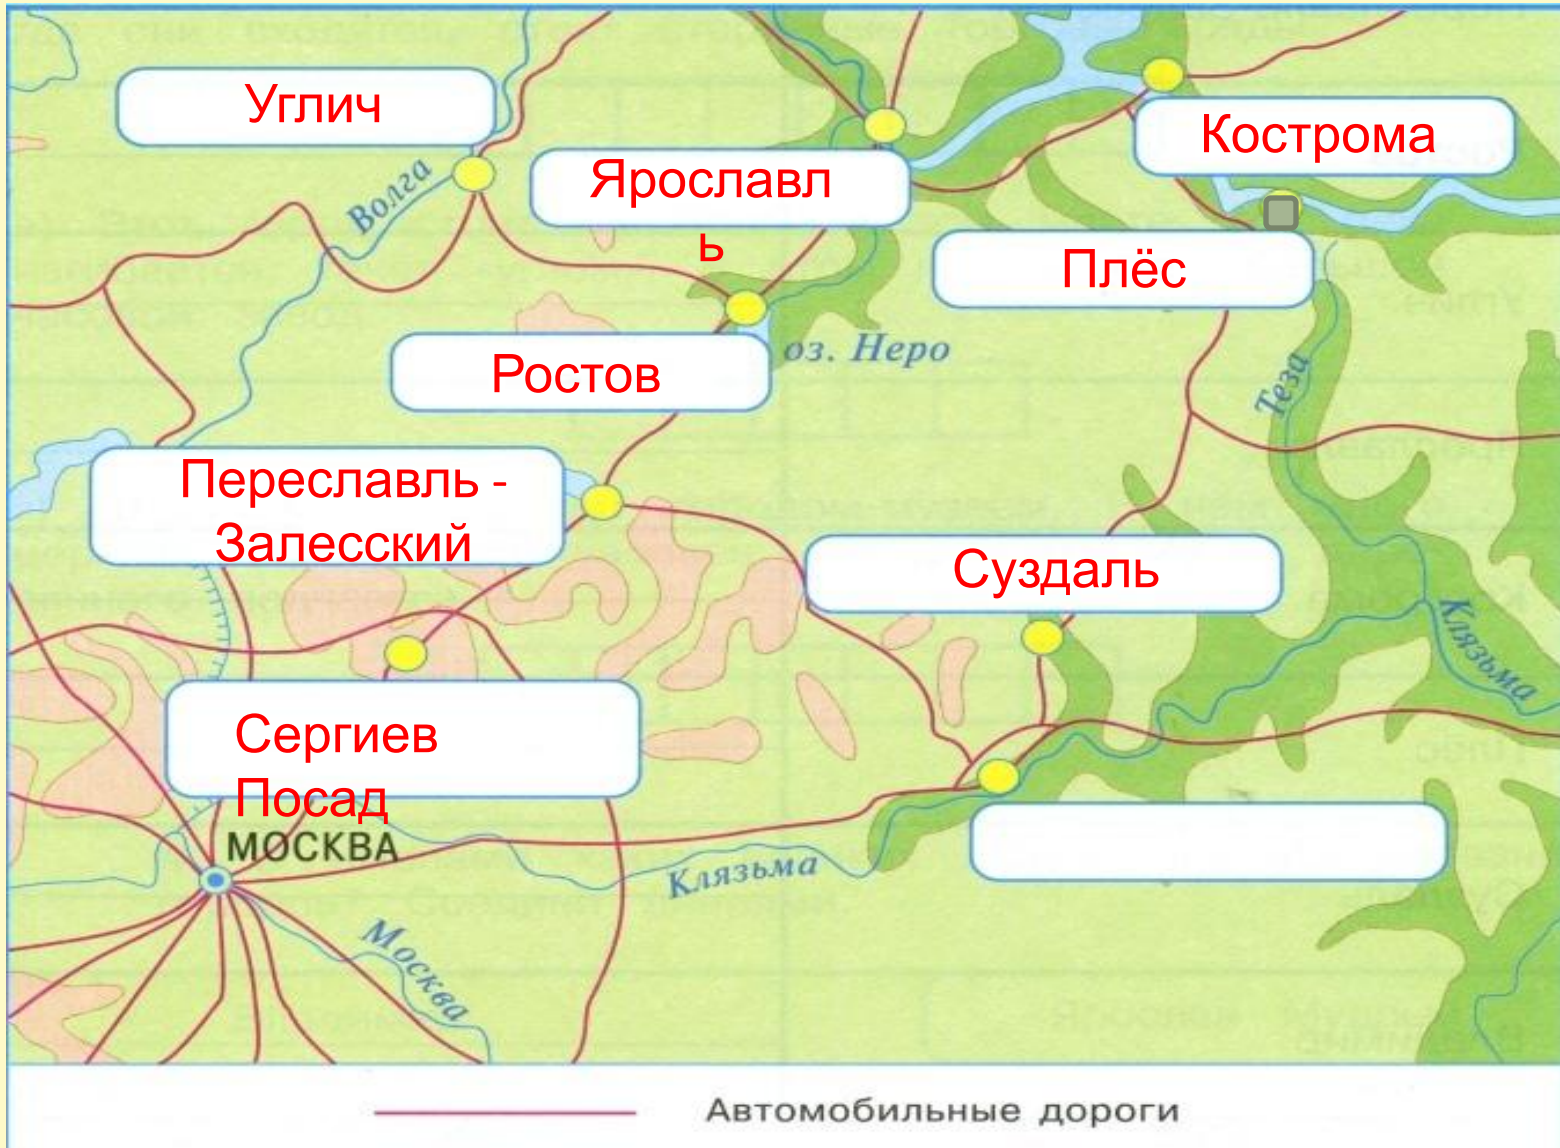 Углич
Волга
Ярославл
ь
Кострома
Плёс
Ростов
оз. Неро
Теза
Переславль -
Залесский
Суздаль
Клязьма
Сергиев
Посад
МОСКВА
Клязьма
Москва
Автомобильные дороги